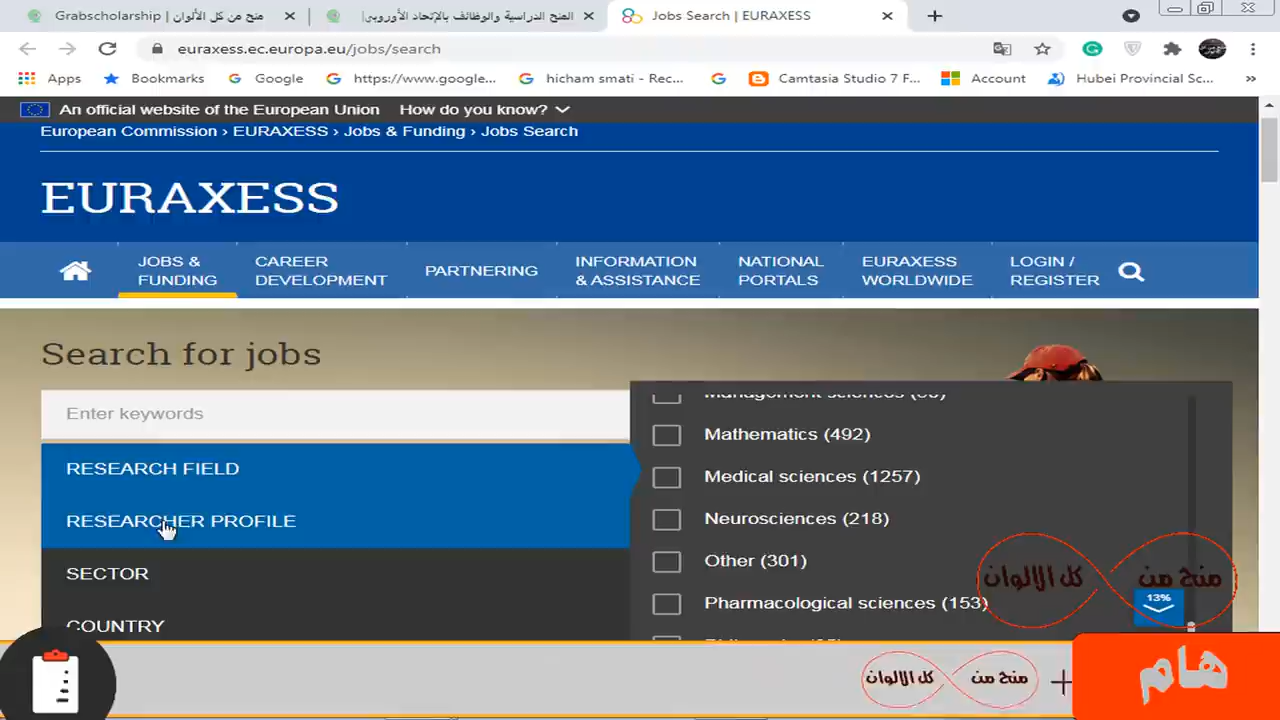 Grabscholarship | منح من كل الألوان
المنح الدراسية والوظائف بالإتحاد الأوروبي|
Jobs Search | EURAXESS
euraxess.ec.europa.eu/jobs/search
Apps
Bookmarks
Google
https://www.google...
hicham smati - Rec...
Camtasia Studio 7 F...
Account
Hubei Provincial Sc...
An official website of the European Union How do you know?
European Commission › EURAXESS › Jobs & Funding › Jobs Search
EURAXESS
JOBS & FUNDING
CAREER DEVELOPMENT
PARTNERING
INFORMATION & ASSISTANCE
NATIONAL PORTALS
EURAXESS WORLDWIDE
LOGIN / REGISTER
Search for jobs
Enter keywords
RESEARCH FIELD
RESEARCHER PROFILE
SECTOR
COUNTRY
Mathematics (492)
Medical sciences (1257)
Neurosciences (218)
Other (301)
Pharmacological sciences (153)
منح من كل الالوان
13%
منح من كل الالوان
هام